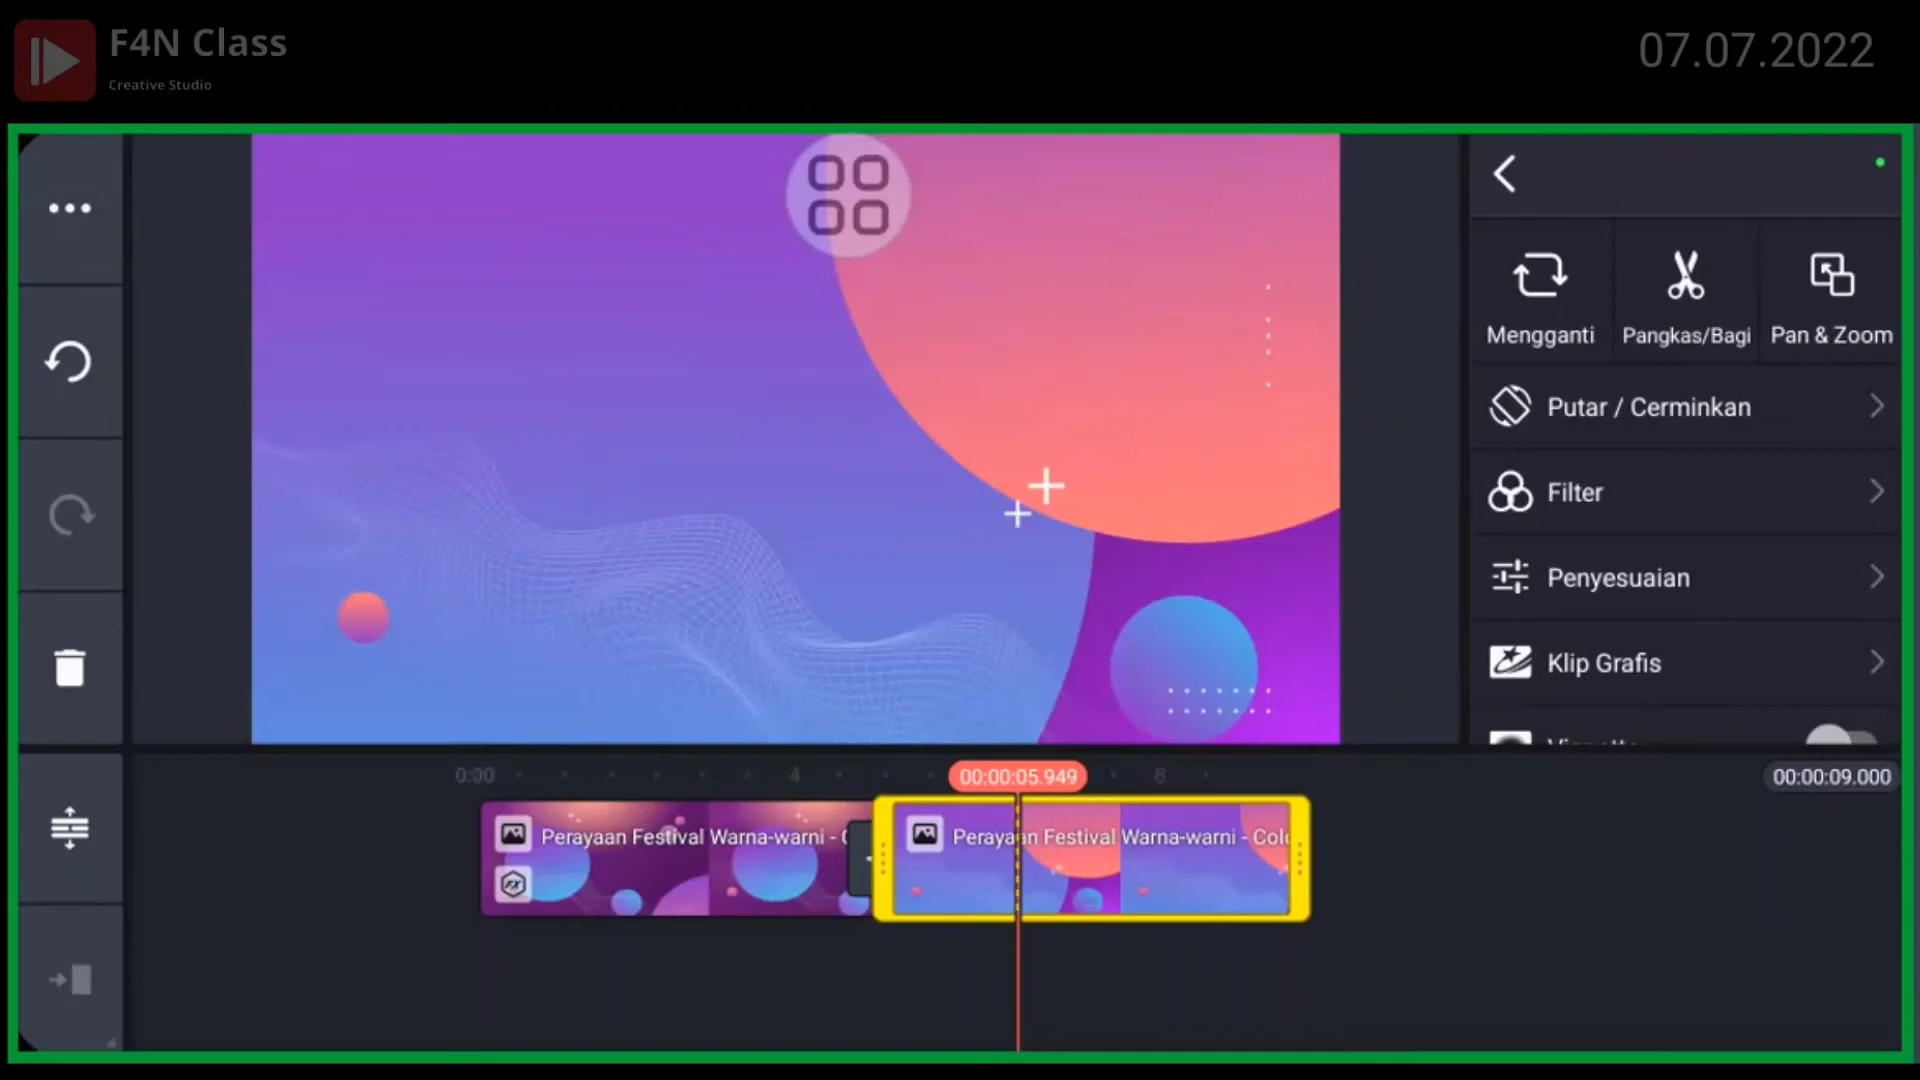 F4N Class
Creative Studio
07.07.2022
Mengganti
Pangkas/Bagi
Pan & Zoom
Putar / Cerminkan
Filter
Penyesuaian
Klip Grafis
0:00
4
00:00:05.949
8
00:00:09.000
Perayaan Festival Warna-warni - C
Perayaan Festival Warna-warni - Colo